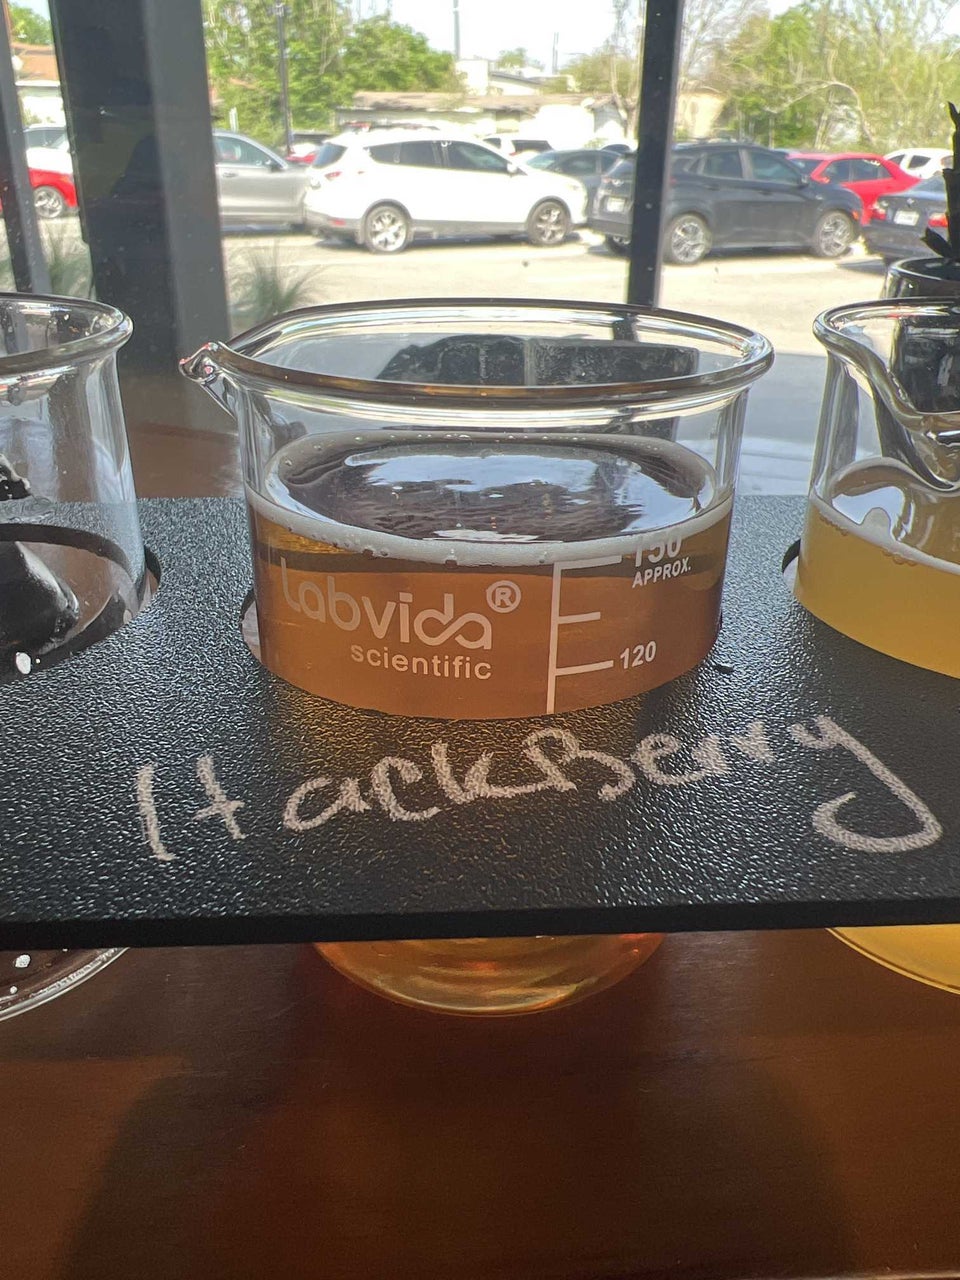 Labvida®
scientific
150
APPROX.
120
HackBerry